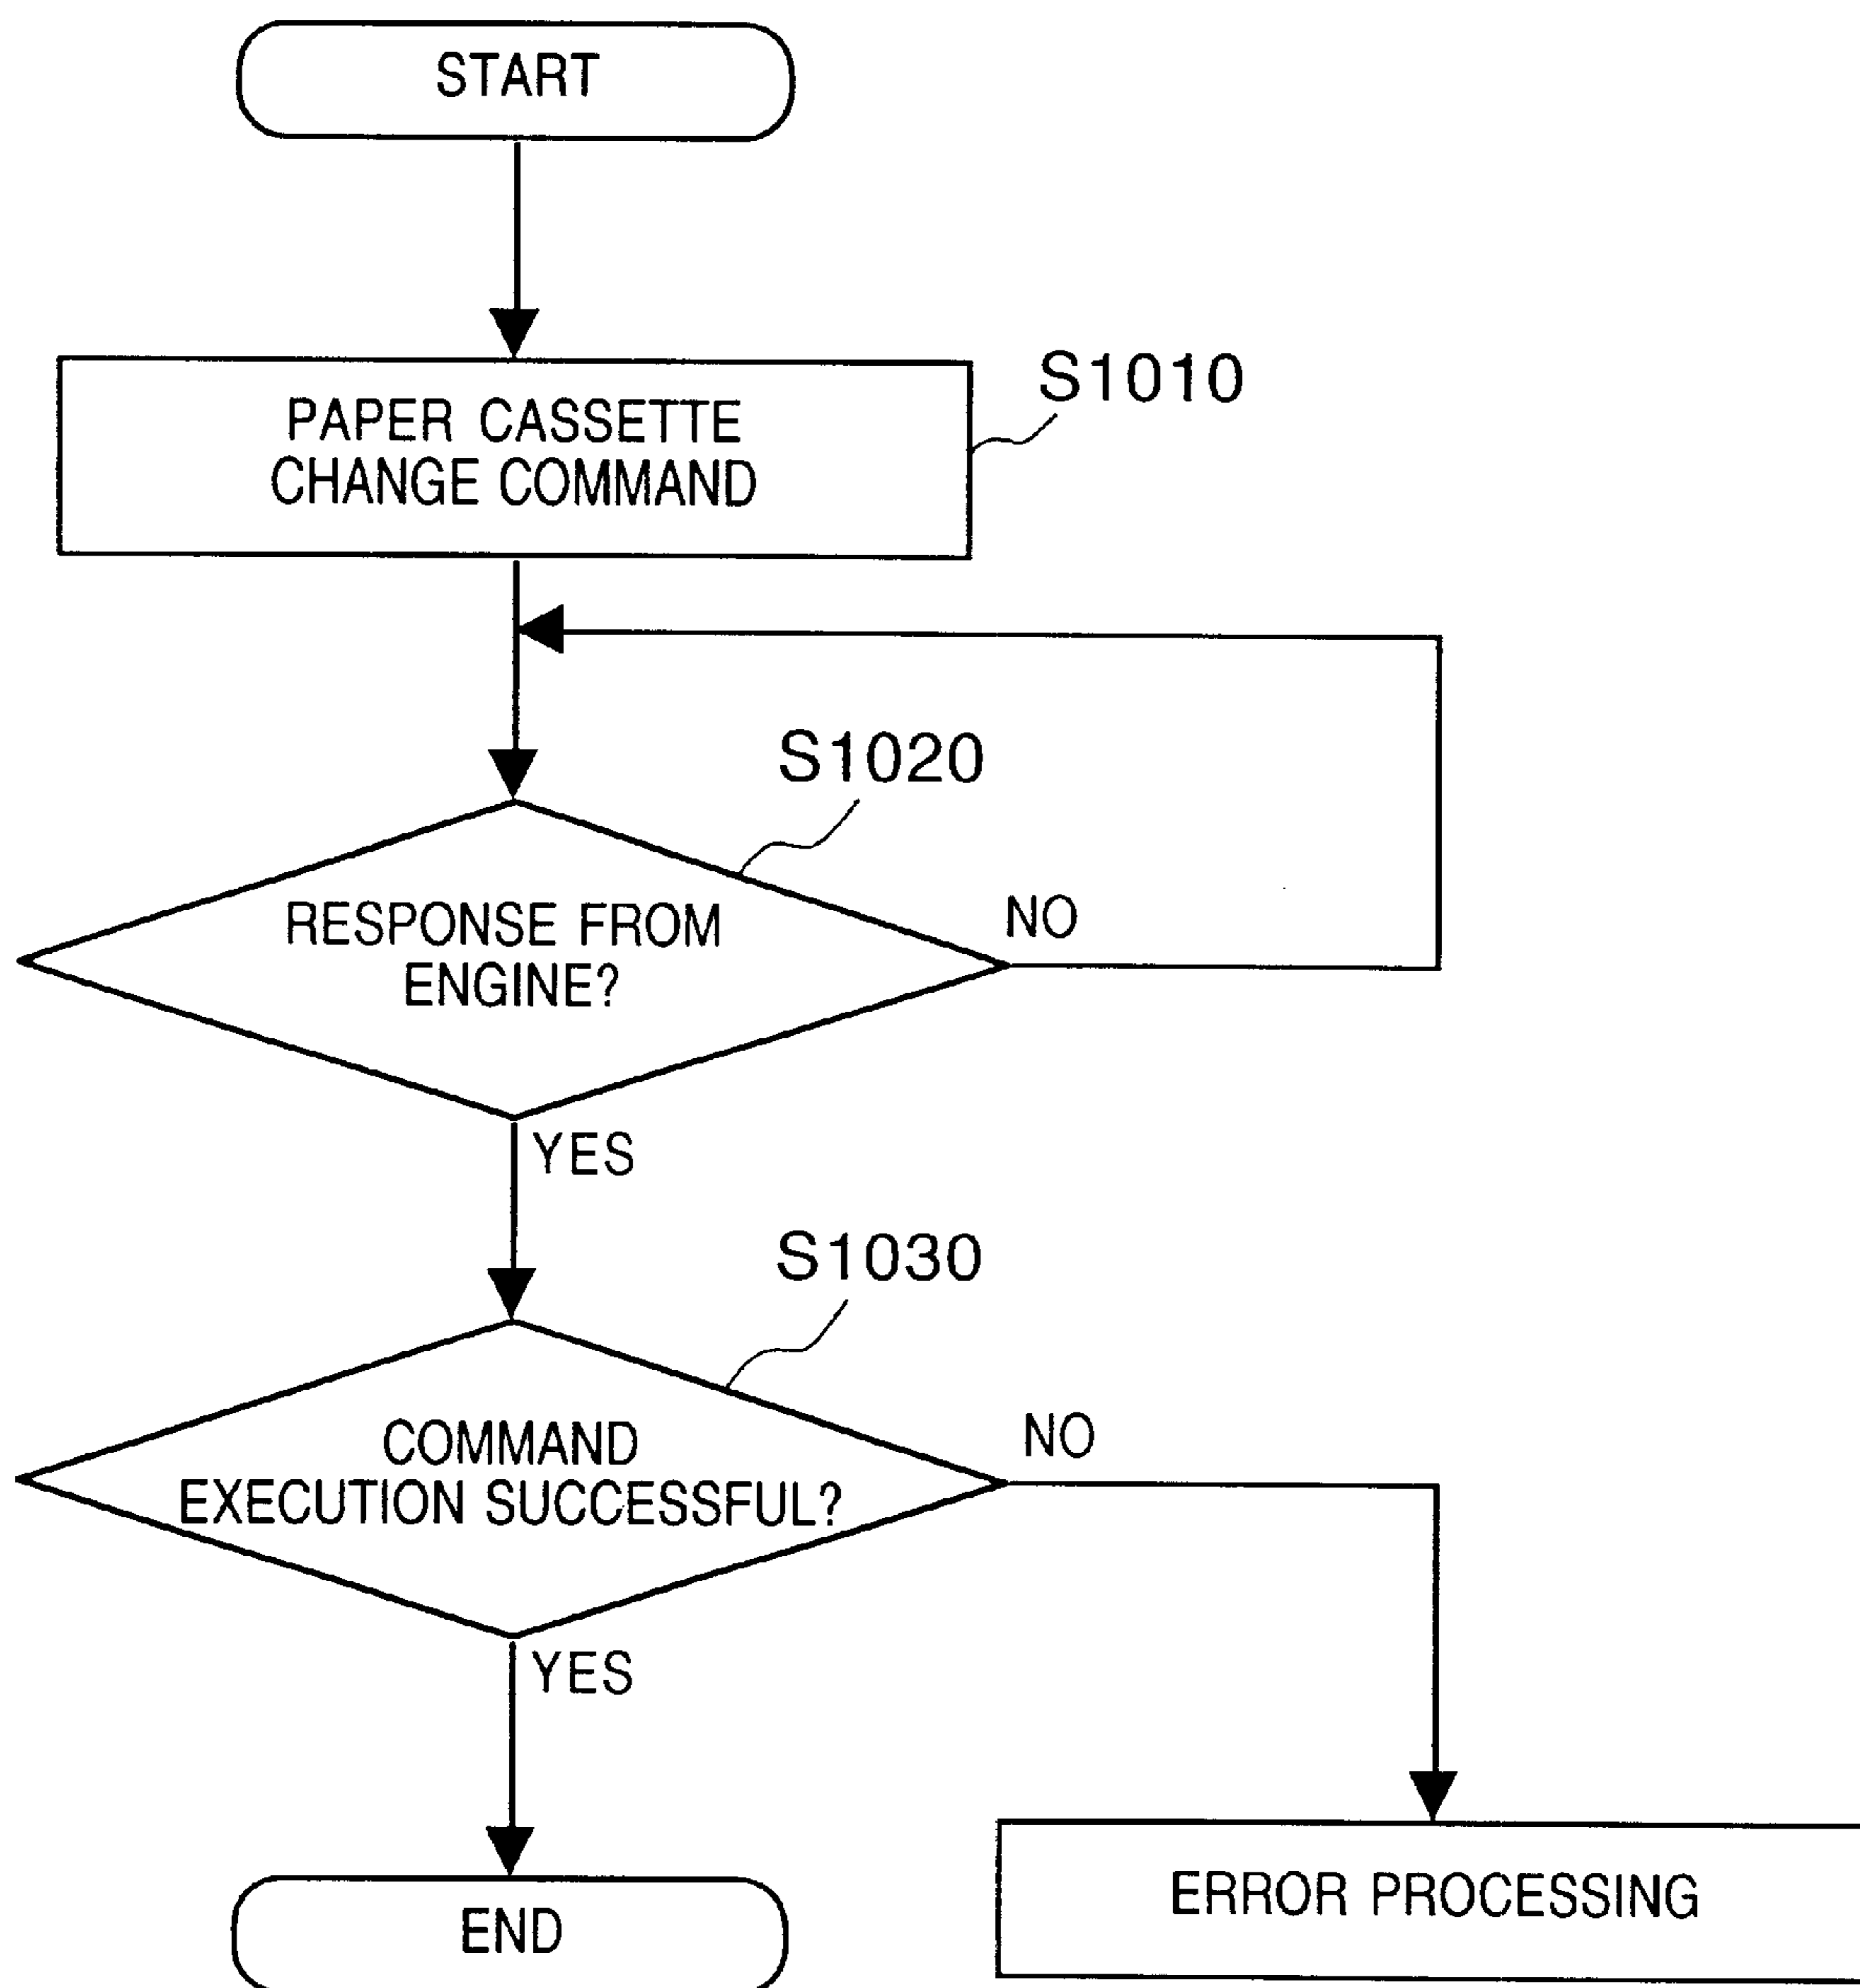 START
PAPER CASSETTE
CHANGE COMMAND
S1010
S1020
RESPONSE FROM
ENGINE?
NO
YES
S1030
COMMAND
EXECUTION SUCCESSFUL?
NO
YES
END
ERROR PROCESSING